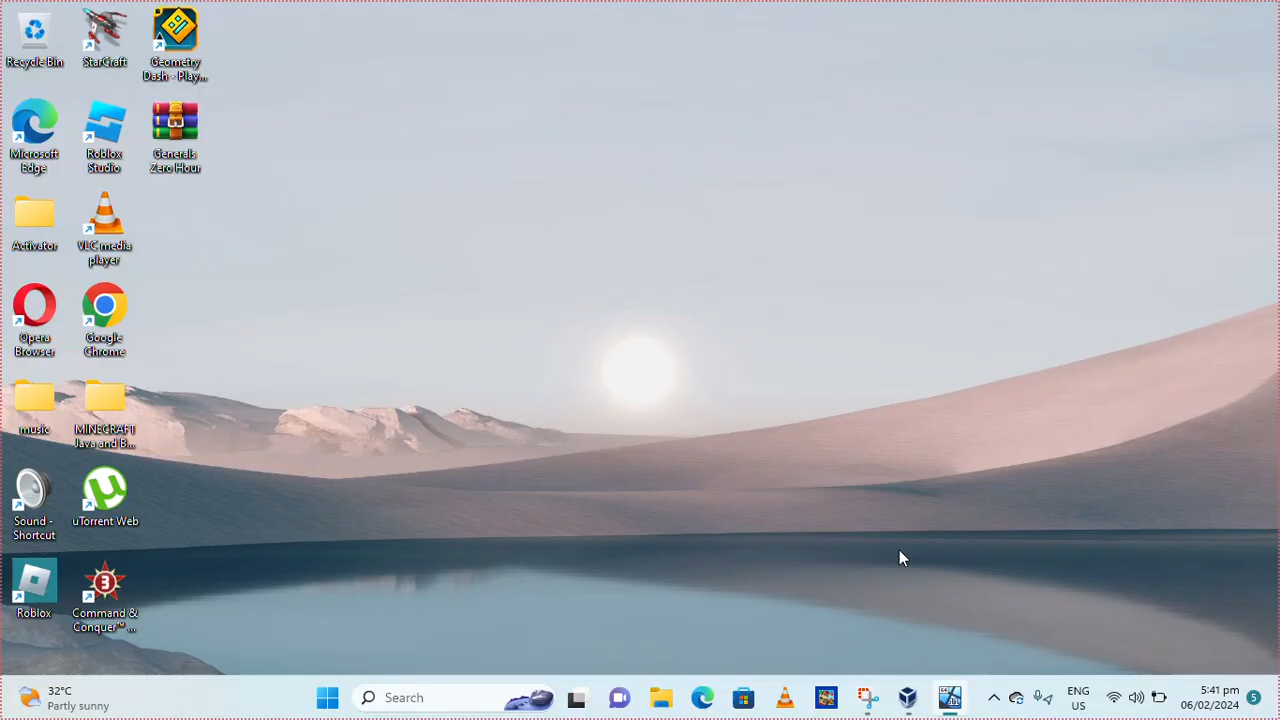 Recycle Bin
StarCraft
Geometry
Dash - Play...
Microsoft
Edge
Roblox
Studio
Generals
Zero Hour
Activator
VLC media
player
Opera
Browser
Google
Chrome
music
MINECRAFT
Java and B...
Sound -
Shortcut
uTorrent Web
Roblox
3
Command &
Conquer™ ...
32°C
Partly sunny
Search
ENG
US
5:41 pm
06/02/2024
5